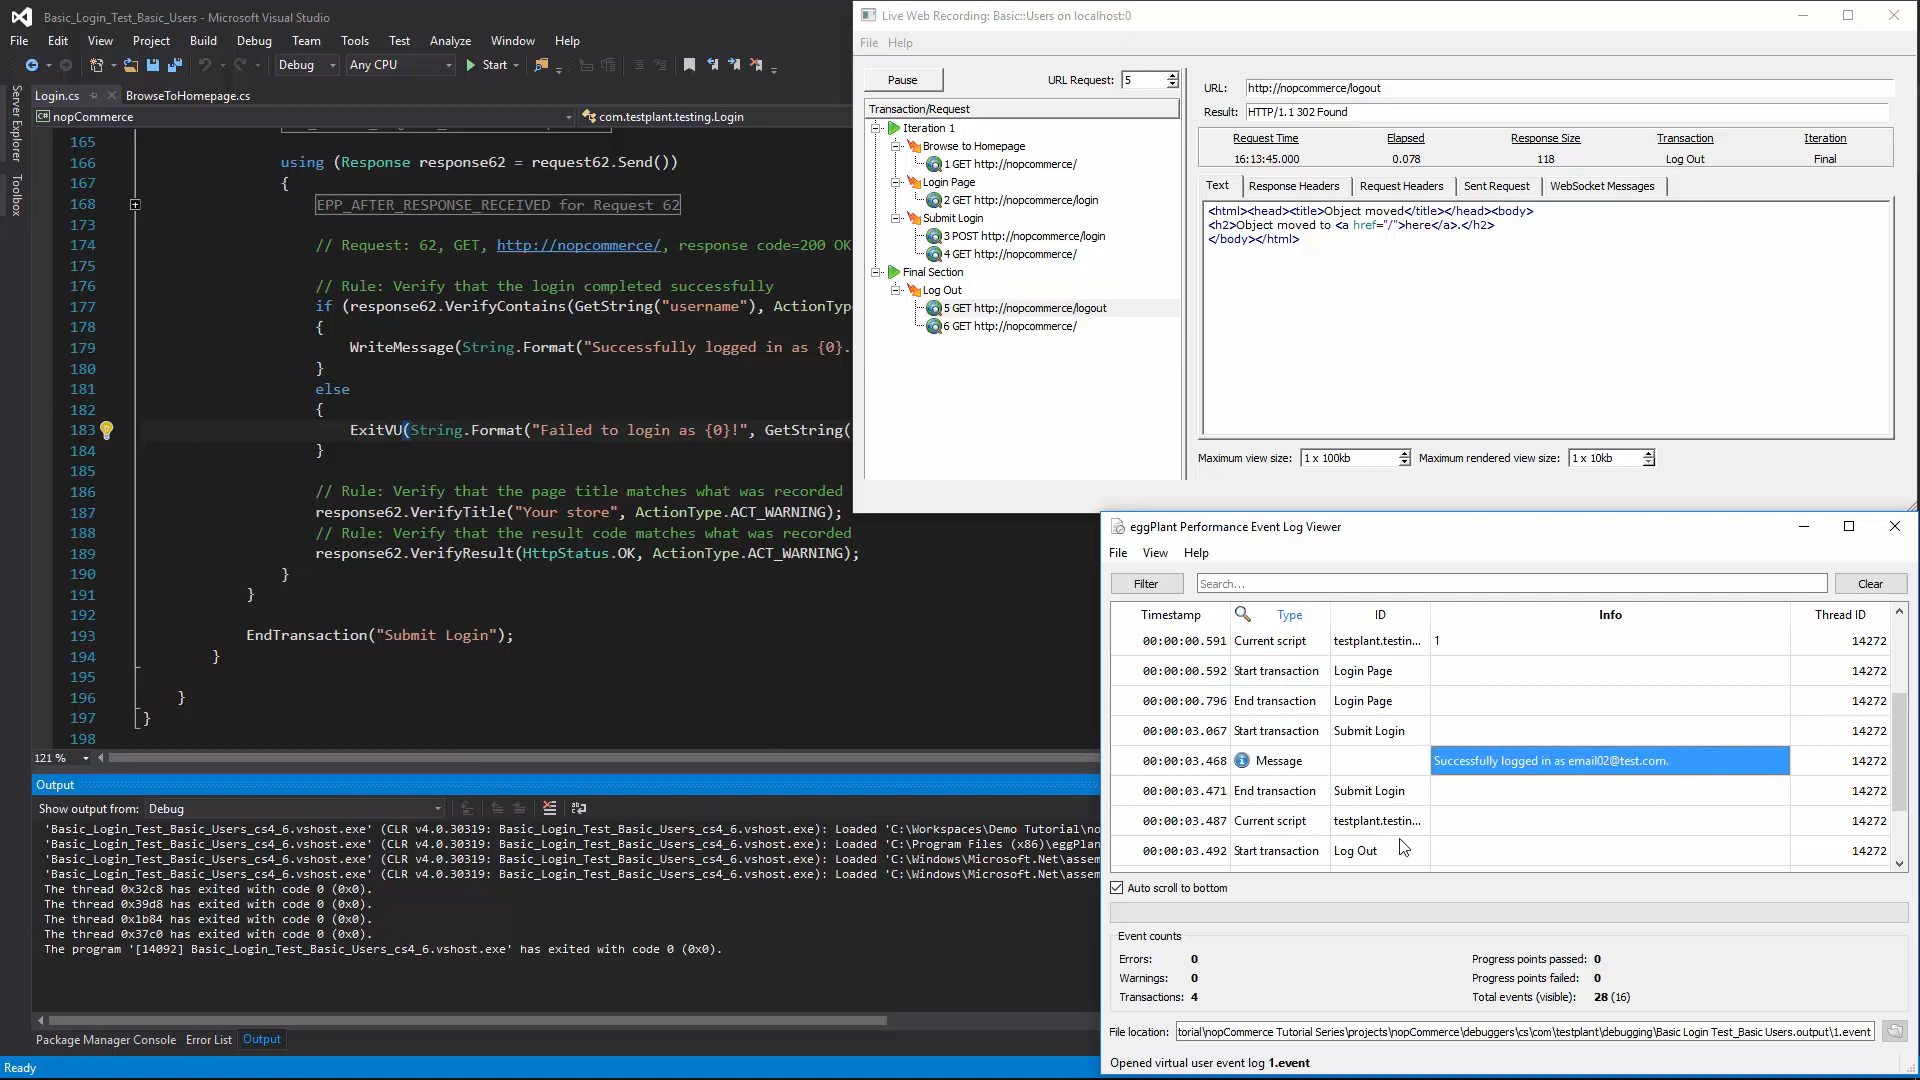 Basic_Login_Test_Basic_Users - Microsoft Visual Studio
File Edit View Project Build Debug Team Tools Test Analyze Window Help
Debug Any CPU Start
Server Explorer
Toolbox
Login.cs BrowseToHomepage.cs
nopCommerce com.testplant.testing.Login
165
166 using (Response response62 = request62.Send())
167 {
168 EPP_AFTER_RESPONSE_RECEIVED for Request 62
173
174 // Request: 62, GET, http://nopcommerce/, response code=200 OK
175
176 // Rule: Verify that the login completed successfully
177 if (response62.VerifyContains(GetString("username"), ActionType
178 {
179 WriteMessage(String.Format("Successfully logged in as {0}.
180 }
181 else
182 {
183 ExitVU(String.Format("Failed to login as {0}!", GetString(
184 }
185
186 // Rule: Verify that the page title matches what was recorded
187 response62.VerifyTitle("Your store", ActionType.ACT_WARNING);
188 // Rule: Verify that the result code matches what was recorded
189 response62.VerifyResult(HttpStatus.OK, ActionType.ACT_WARNING);
190 }
191 }
192
193 EndTransaction("Submit Login");
194 }
195
196 }
197 }
198
121 %
Output
Show output from: Debug
'Basic_Login_Test_Basic_Users_cs4_6.vshost.exe' (CLR v4.0.30319: Basic_Login_Test_Basic_Users_cs4_6.vshost.exe): Loaded 'C:\Workspaces\Demo Tutorial\no
'Basic_Login_Test_Basic_Users_cs4_6.vshost.exe' (CLR v4.0.30319: Basic_Login_Test_Basic_Users_cs4_6.vshost.exe): Loaded 'C:\Program Files (x86)\eggPlan
'Basic_Login_Test_Basic_Users_cs4_6.vshost.exe' (CLR v4.0.30319: Basic_Login_Test_Basic_Users_cs4_6.vshost.exe): Loaded 'C:\Windows\Microsoft.Net\assem
'Basic_Login_Test_Basic_Users_cs4_6.vshost.exe' (CLR v4.0.30319: Basic_Login_Test_Basic_Users_cs4_6.vshost.exe): Loaded 'C:\Windows\Microsoft.Net\assem
The thread 0x32c8 has exited with code 0 (0x0).
The thread 0x39d8 has exited with code 0 (0x0).
The thread 0x1b84 has exited with code 0 (0x0).
The thread 0x37c0 has exited with code 0 (0x0).
The program '[14092] Basic_Login_Test_Basic_Users_cs4_6.vshost.exe' has exited with code 0 (0x0).
Package Manager Console Error List Output
Ready
Live Web Recording: Basic::Users on localhost:0
File Help
Pause URL Request: 5
Transaction/Request
Iteration 1
Browse to Homepage
1 GET http://nopcommerce/
Login Page
2 GET http://nopcommerce/login
Submit Login
3 POST http://nopcommerce/login
4 GET http://nopcommerce/
Final Section
Log Out
5 GET http://nopcommerce/logout
6 GET http://nopcommerce/
URL: http://nopcommerce/logout
Result: HTTP/1.1 302 Found
Request Time Elapsed Response Size Transaction Iteration
16:13:45.000 0.078 118 Log Out Final
Text Response Headers Request Headers Sent Request WebSocket Messages
<html><head><title>Object moved</title></head><body>
<h2>Object moved to <a href="/">here</a>.</h2>
</body></html>
Maximum view size: 1 x 100kb Maximum rendered view size: 1 x 10kb
eggPlant Performance Event Log Viewer
File View Help
Filter Search... Clear
Timestamp Type ID Info Thread ID
00:00:00.591 Current script testplant.testin... 1 14272
00:00:00.592 Start transaction Login Page 14272
00:00:00.796 End transaction Login Page 14272
00:00:03.067 Start transaction Submit Login 14272
00:00:03.468 Message Successfully logged in as email02@test.com. 14272
00:00:03.471 End transaction Submit Login 14272
00:00:03.487 Current script testplant.testin... 14272
00:00:03.492 Start transaction Log Out 14272
Auto scroll to bottom
Event counts
Errors: 0 Progress points passed: 0
Warnings: 0 Progress points failed: 0
Transactions: 4 Total events (visible): 28 (16)
File location: torial\nopCommerce Tutorial Series\projects\nopCommerce\debuggers\cs\com\testplant\debugging\Basic Login Test_Basic Users.output\1.event
Opened virtual user event log 1.event